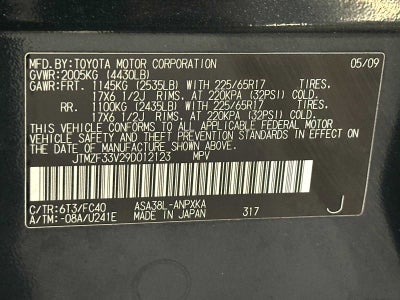 MFD.BY:TOYOTA MOTOR CORPORATION 05/09
GVWR:2005KG (4430LB)
GAWR:FRT. 1145KG (2535LB) WITH 225/65R17 TIRES,
17X6 1/2J RIMS, AT 220KPA (32PSI) COLD.
RR. 1100KG (2435LB) WITH 225/65R17 TIRES,
17X6 1/2J RIMS, AT 220KPA (32PSI) COLD.
THIS VEHICLE CONFORMS TO ALL APPLICABLE FEDERAL MOTOR
VEHICLE SAFETY AND THEFT PREVENTION STANDARDS IN EFFECT
ON THE DATE OF MANUFACTURE SHOWN ABOVE.
JTMZF33V29D012123 MPV
C/TR:6T3/FC40 ASA38L-ANPXKA
A/TM:-08A/U241E MADE IN JAPAN 317 J